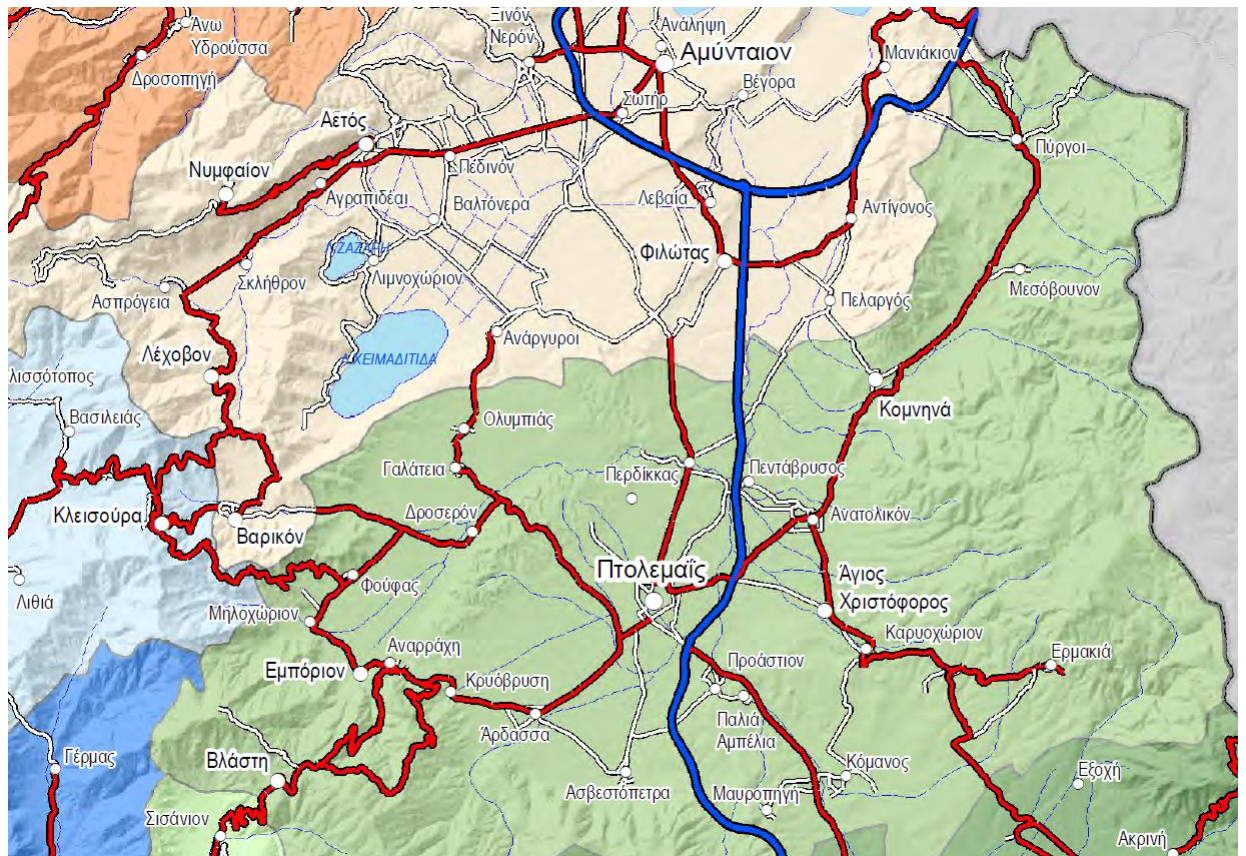 Άνω
Υδρούσσα
Δροσοπηγή
Ξινόν
Νερόν
Ανάληψη
Αμύνταιον
Μανιάκιον
Βέγορα
Σωτήρ
Αετός
Πύργοι
Νυμφαίον
Πεδινόν
Αγραπιδέαι
Βαλτόνερα
Λεβαία
Αντίγονος
Λ.ΖΑΖΑΡΗ
Φιλώτας
Λιμνοχώριον
Σκλήθρον
Μεσόβουνον
Ασπρόγεια
Πελαργός
Ανάργυροι
Λ.ΧΕΙΜΑΔΙΤΙΔΑ
Λέχοβον
λισσότοπος
Κομνηνά
Βασιλειάς
Ολυμπιάς
Γαλάτεια
Περδίκκας
Πεντάβρυσος
Κλεισούρα
Βαρικόν
Δροσερόν
Ανατολικόν
Πτολεμαΐς
Άγιος
Χριστόφορος
Φούφας
Λιθιά
Μηλοχώριον
Καρυοχώριον
Αναρράχη
Ερμακιά
Εμπόριον
Προάστιον
Κρυόβρυση
Παλιά
Αμπέλια
Άρδασσα
Γέρμας
Βλάστη
Κόμανος
Εξοχή
Ασβεστόπετρα
Μαυροπηγή
Σισάνιον
Ακρινή